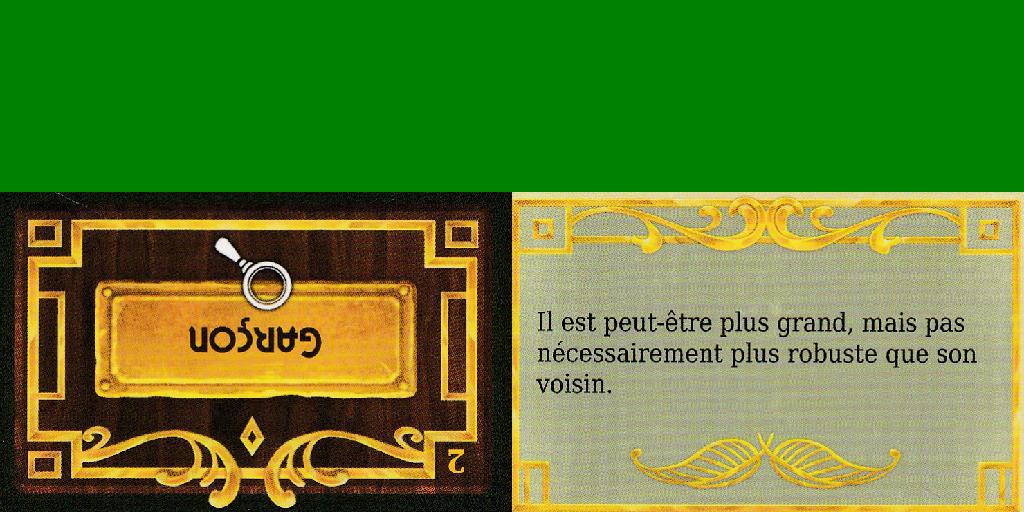 Garçon
2
Il est peut-être plus grand, mais pas
nécessairement plus robuste que son
voisin.